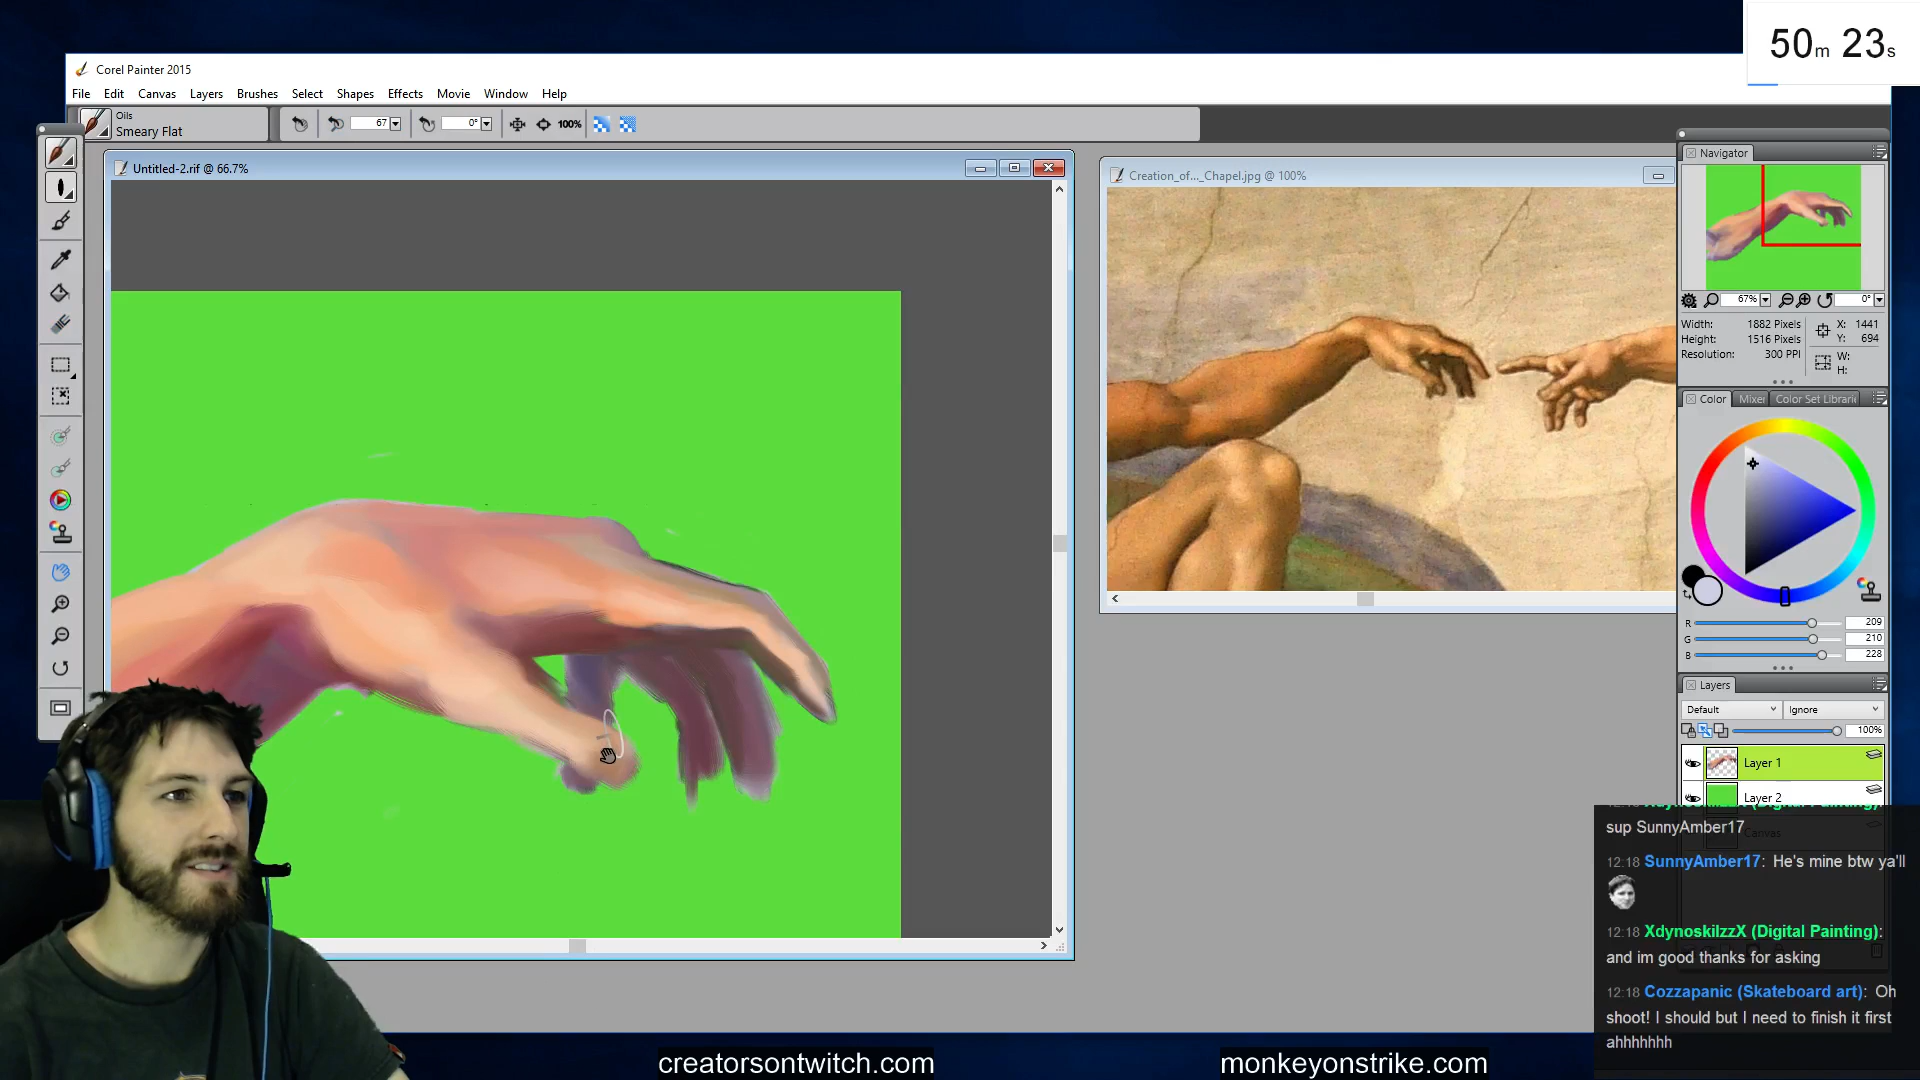 50m 23s
Corel Painter 2015
File Edit Canvas Layers Brushes Select Shapes Effects Movie Window Help
Oils
Smeary Flat
67
0°
100%
Untitled-2.rif @ 66.7%
Creation_of..._Chapel.jpg @ 100%
Navigator
67%
0°
Width: 1882 Pixels
Height: 1516 Pixels
Resolution: 300 PPI
X: 1441
Y: 694
W:
H:
Color Mixer Color Set Librari
R 209
G 210
B 228
Layers
Default Ignore
100%
Layer 1
Layer 2
Canvas
sup SunnyAmber17
12:18 SunnyAmber17: He's mine btw ya'll
12:18 XdynoskilzzX (Digital Painting):
and im good thanks for asking
12:18 Cozzapanic (Skateboard art): Oh
shoot! I should but I need to finish it first
ahhhhhhh
creatorsontwitch.com
monkeyonstrike.com